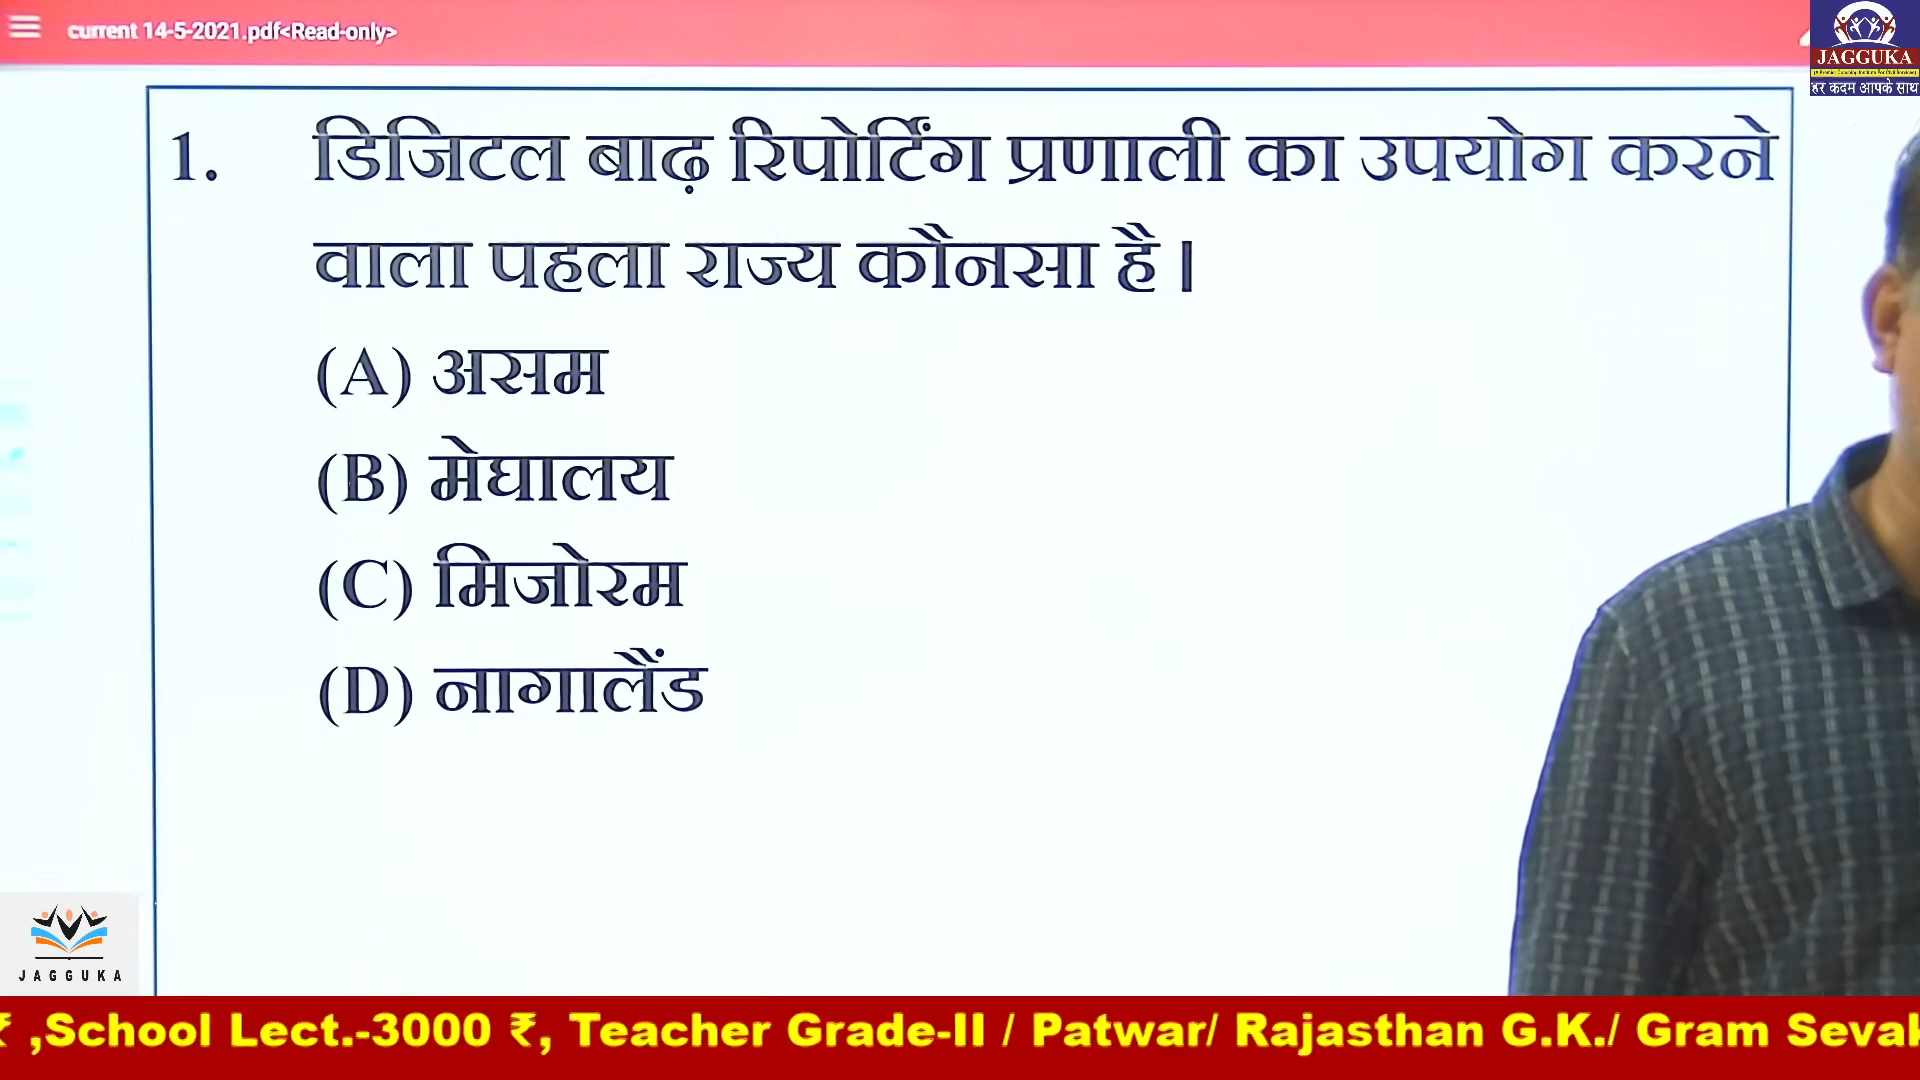 current 14-5-2021.pdf<Read-only>
JAGGUKA
हर कदम आपके साथ
1. डिजिटल बाढ़ रिपोर्टिंग प्रणाली का उपयोग करने
वाला पहला राज्य कौनसा है।
(A) असम
(B) मेघालय
(C) मिजोरम
(D) नागालैंड
JAGGUKA
₹ ,School Lect.-3000 ₹, Teacher Grade-II / Patwar/ Rajasthan G.K./ Gram Sevak